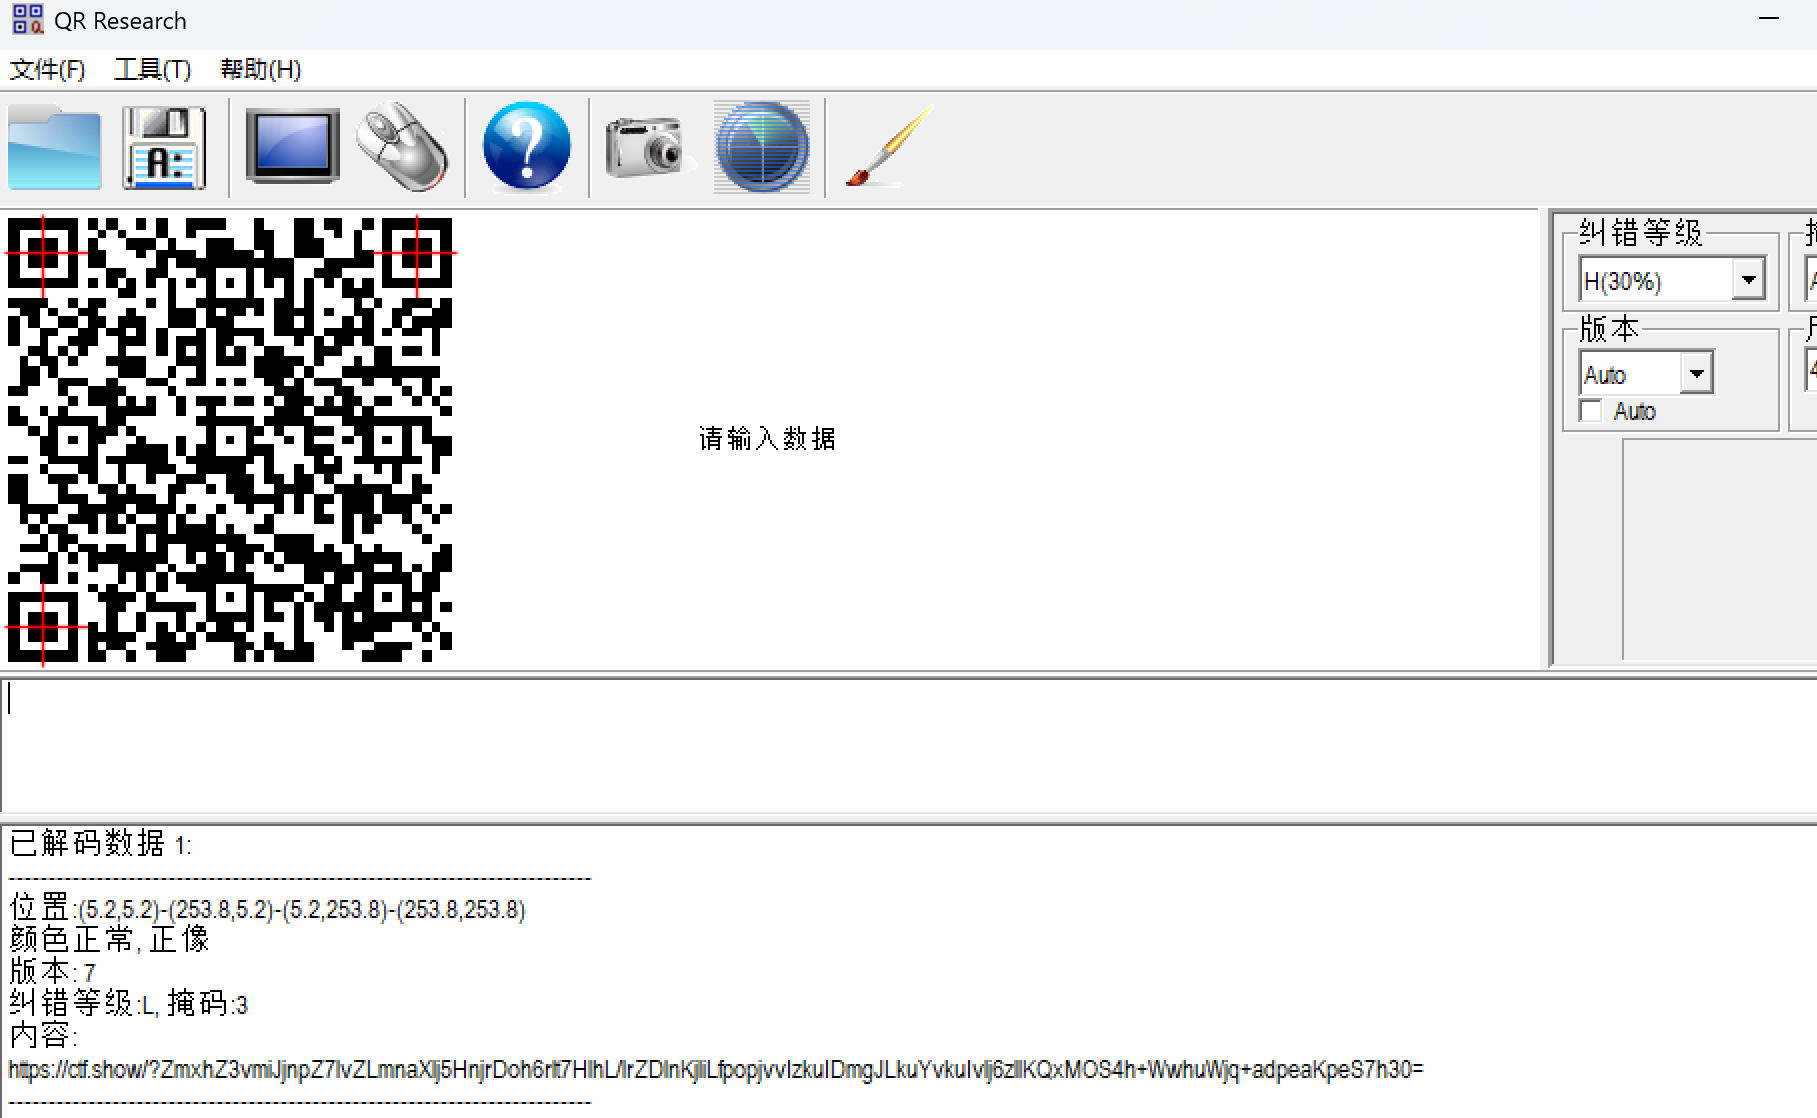 QR Research
文件(F) 工具(T) 帮助(H)
A:
纠错等级
H(30%)
版本
Auto
Auto
请输入数据
已解码数据 1:
位置:(5.2,5.2)-(253.8,5.2)-(5.2,253.8)-(253.8,253.8)
颜色正常, 正像
版本: 7
纠错等级:L, 掩码:3
内容:
https://ctf.show/?ZmxhZ3vmiJjnpZ7lvZLmnaXlj5HnjrDoh6rlt7HlhL/lrZDlnKjliLfpopjvvIzkuIDmgJLkuYvkuIvlj6zllKQxMOS4h+WwhuWjq+adpeaKpeS7h30=